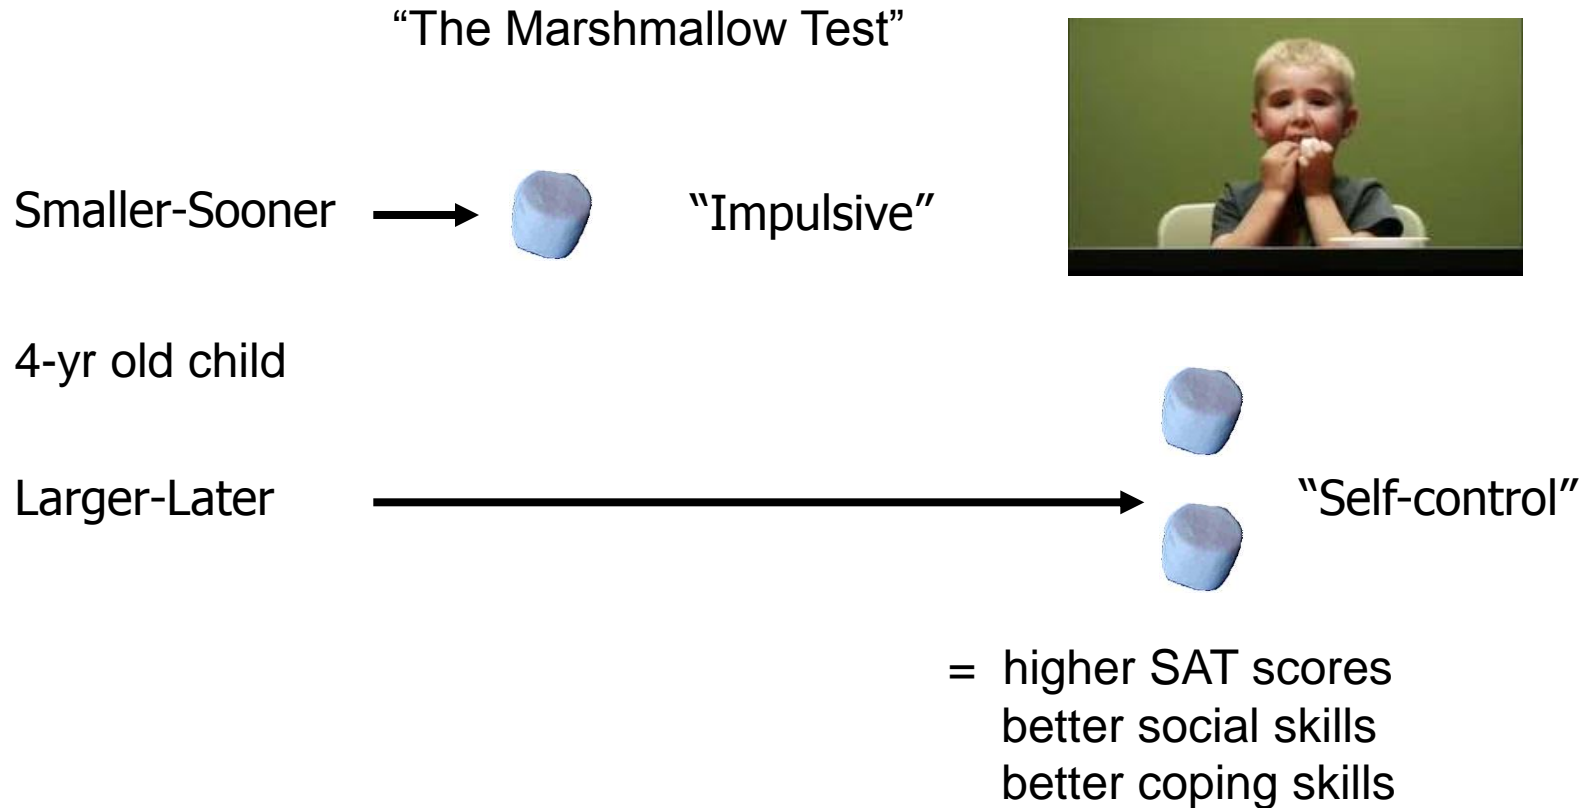 “The Marshmallow Test”
Smaller-Sooner
“Impulsive”
4-yr old child
Larger-Later
“Self-control”
= higher SAT scores
better social skills
better coping skills